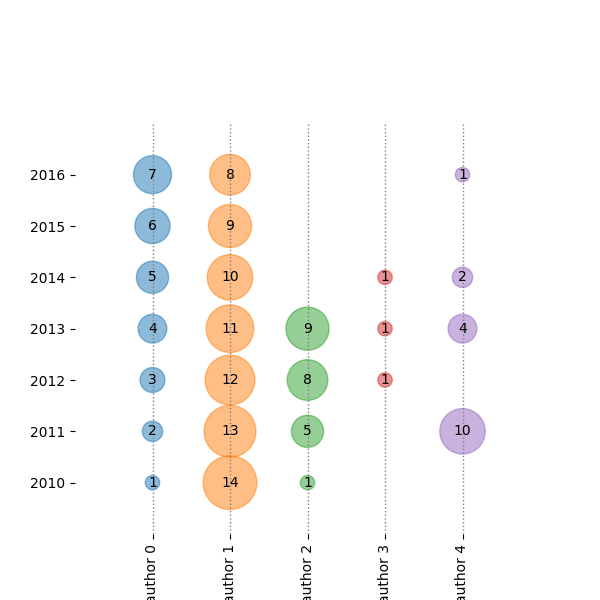 2016 7 8 1
2015 6 9
2014 5 10 1 2
2013 4 11 9 1 4
2012 3 12 8 1
2011 2 13 5 10
2010 1 14 1
author 0
author 1
author 2
author 3
author 4